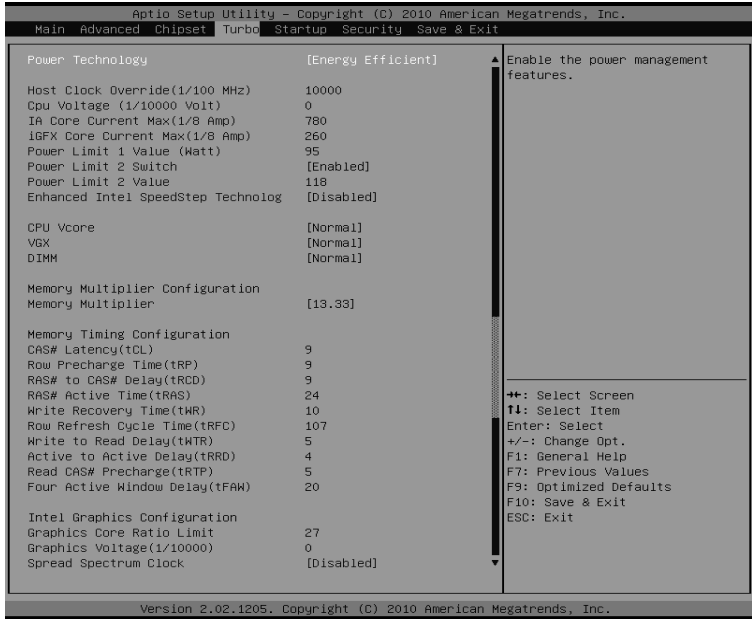 Aptio Setup Utility – Copyright (C) 2010 American Megatrends, Inc.
Main Advanced Chipset Turbo Startup Security Save & Exit
Power Technology [Energy Efficient]
Host Clock Override(1/100 MHz) 10000
Cpu Voltage (1/10000 Volt) 0
IA Core Current Max(1/8 Amp) 780
iGFX Core Current Max(1/8 Amp) 260
Power Limit 1 Value (Watt) 95
Power Limit 2 Switch [Enabled]
Power Limit 2 Value 118
Enhanced Intel SpeedStep Technolog [Disabled]
CPU Vcore [Normal]
VGX [Normal]
DIMM [Normal]
Memory Multiplier Configuration
Memory Multiplier [13.33]
Memory Timing Configuration
CAS# Latency(tCL) 9
Row Precharge Time(tRP) 9
RAS# to CAS# Delay(tRCD) 9
RAS# Active Time(tRAS) 24
Write Recovery Time(tWR) 10
Row Refresh Cycle Time(tRFC) 107
Write to Read Delay(tWTR) 5
Active to Active Delay(tRRD) 4
Read CAS# Precharge(tRTP) 5
Four Active Window Delay(tFAW) 20
Intel Graphics Configuration
Graphics Core Ratio Limit 27
Graphics Voltage(1/10000) 0
Spread Spectrum Clock [Disabled]
Enable the power management
features.
→←: Select Screen
↑↓: Select Item
Enter: Select
+/-: Change Opt.
F1: General Help
F7: Previous Values
F9: Optimized Defaults
F10: Save & Exit
ESC: Exit
Version 2.02.1205. Copyright (C) 2010 American Megatrends, Inc.